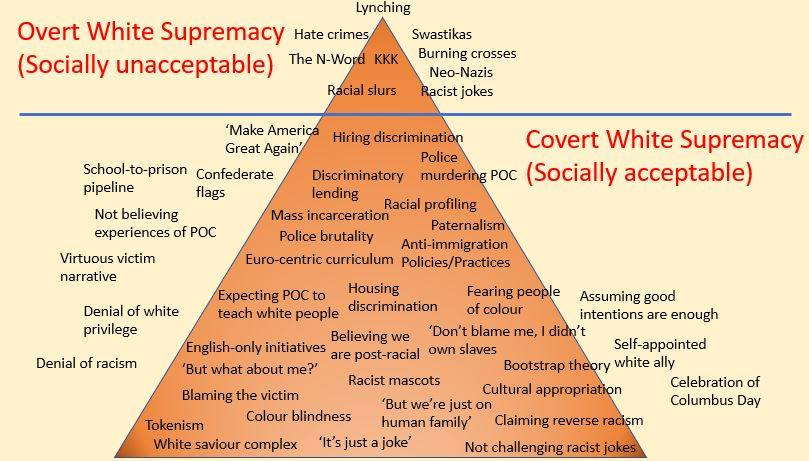 Lynching
Overt White Supremacy
(Socially unacceptable)
Hate crimes
Swastikas
The N-Word
KKK
Burning crosses
Neo-Nazis
Racial slurs
Racist jokes
‘Make America
Great Again’
Hiring discrimination
Covert White Supremacy
(Socially acceptable)
School-to-prison
pipeline
Confederate
flags
Discriminatory
lending
Police
murdering POC
Not believing
experiences of POC
Mass incarceration
Racial profiling
Police brutality
Paternalism
Virtuous victim
narrative
Euro-centric curriculum
Anti-immigration
Policies/Practices
Denial of white
privilege
Expecting POC to
teach white people
Housing
discrimination
Fearing people
of colour
Assuming good
intentions are enough
Denial of racism
English-only initiatives
Believing we
are post-racial
‘Don’t blame me, I didn’t
own slaves
Self-appointed
white ally
‘But what about me?’
Bootstrap theory
Racist mascots
Celebration of
Columbus Day
Blaming the victim
Cultural appropriation
Tokenism
Colour blindness
‘But we’re just on
human family’
Claiming reverse racism
White saviour complex
‘It’s just a joke’
Not challenging racist jokes